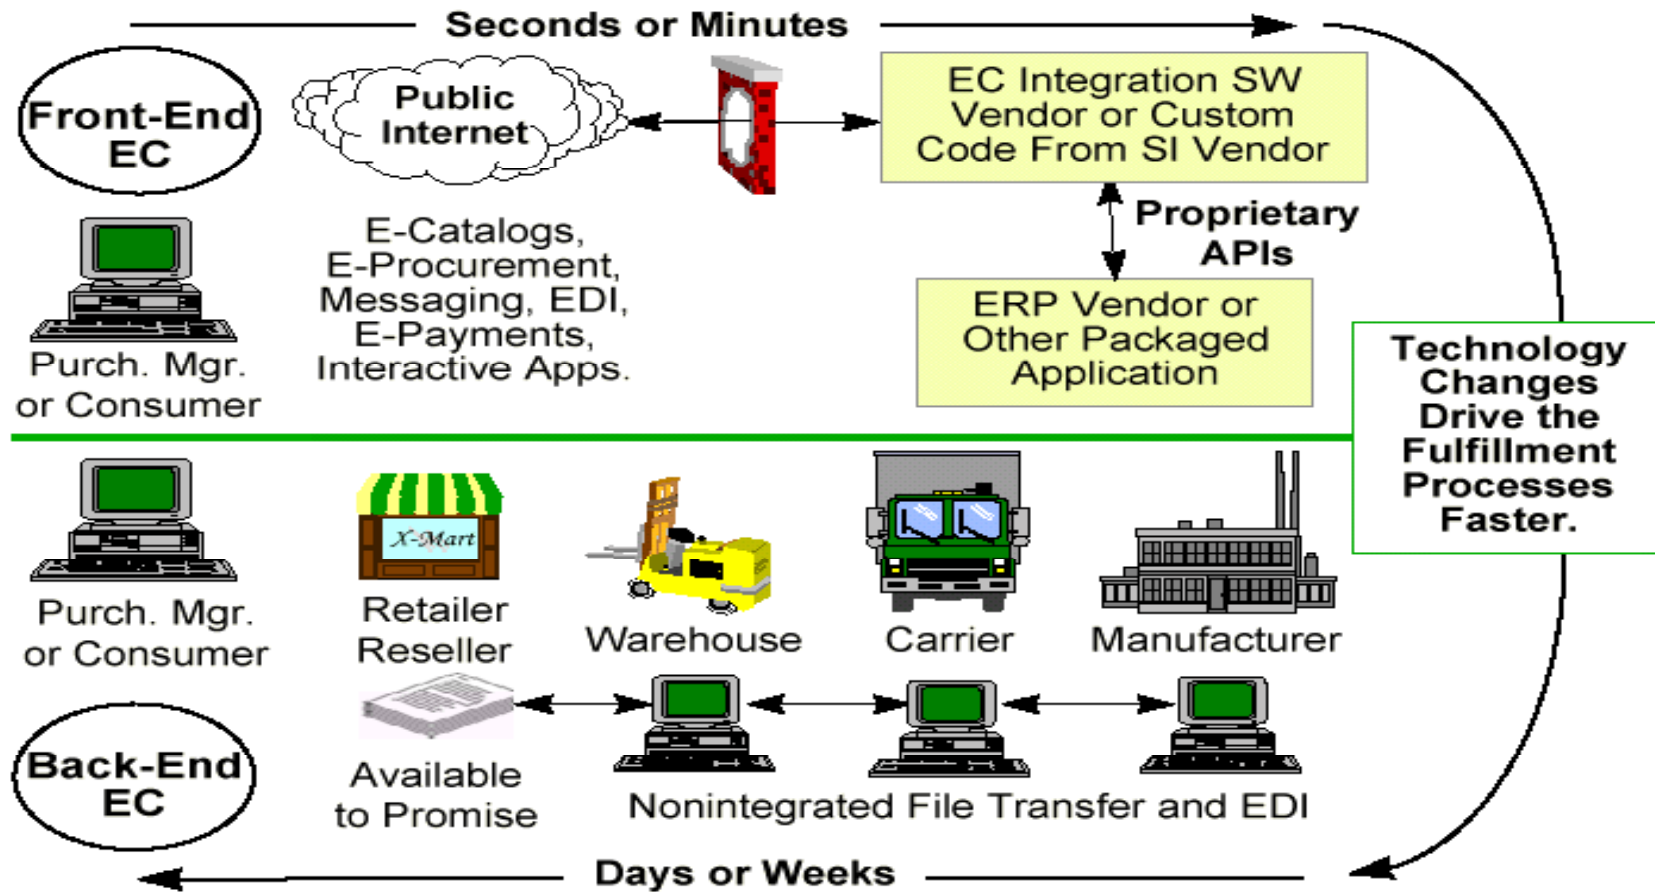 Seconds or Minutes
Front-End
EC
Public
Internet
EC Integration SW
Vendor or Custom
Code From SI Vendor
Proprietary
APIs
E-Catalogs,
E-Procurement,
Messaging, EDI,
E-Payments,
Interactive Apps.
Purch. Mgr.
or Consumer
ERP Vendor or
Other Packaged
Application
Technology
Changes
Drive the
Fulfillment
Processes
Faster.
X-Mart
Purch. Mgr.
or Consumer
Retailer
Reseller
Warehouse
Carrier
Manufacturer
Back-End
EC
Available
to Promise
Nonintegrated File Transfer and EDI
Days or Weeks